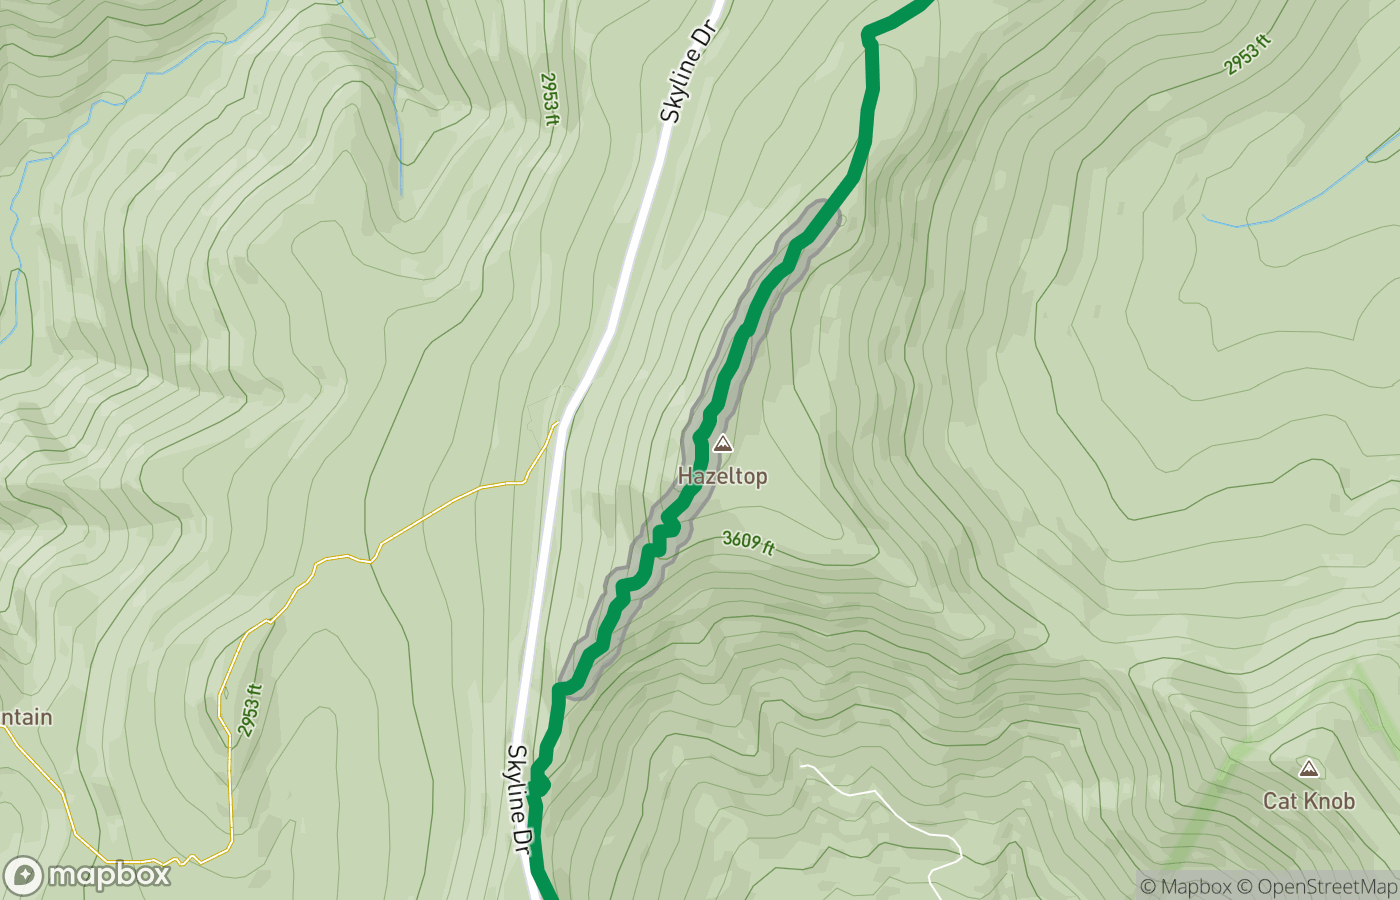 Skyline Dr
2953 ft
2953 ft
Hazeltop
3609 ft
2953 ft
ntain
Skyline Dr
Cat Knob
mapbox
© Mapbox © OpenStreetMap